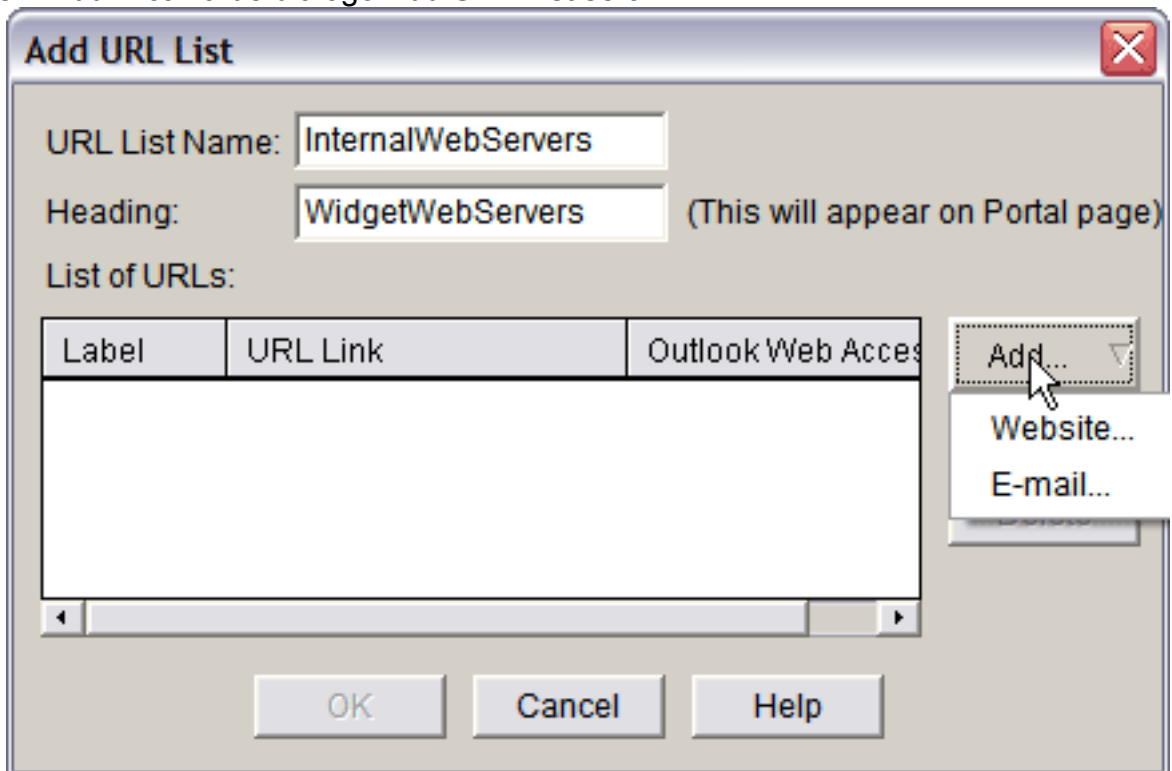 Add URL List
URL List Name: InternalWebServers
Heading: WidgetWebServers (This will appear on Portal page)
List of URLs:
Label URL Link Outlook Web Acces Add...
Website...
E-mail...
OK Cancel Help